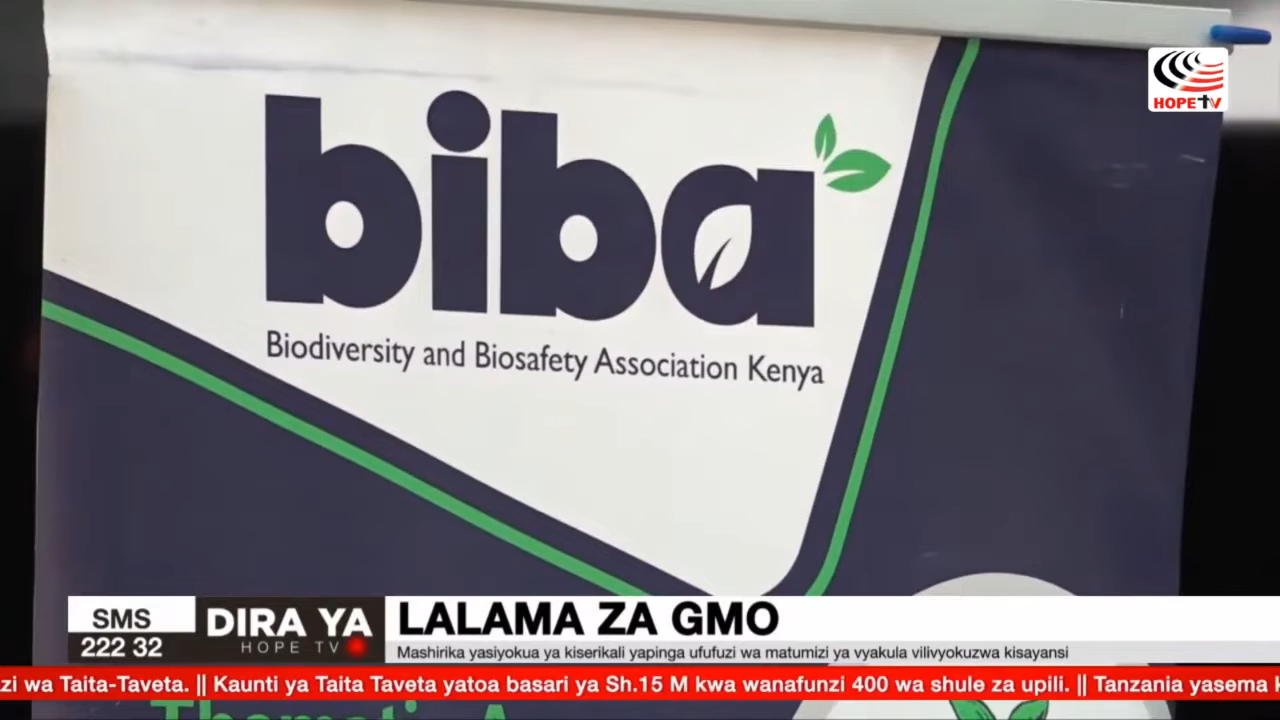 biba
Biodiversity and Biosafety Association Kenya
HOPE TV
SMS
222 32
DIRA YA
HOPE TV
LALAMA ZA GMO
Mashirika yasiyokua ya kiserikali yapinga ufufuzi wa matumizi ya vyakula vilivyokuzwa kisayansi
zi wa Taita-Taveta. || Kaunti ya Taita Taveta yatoa basari ya Sh.15 M kwa wanafunzi 400 wa shule za upili. || Tanzania yasema